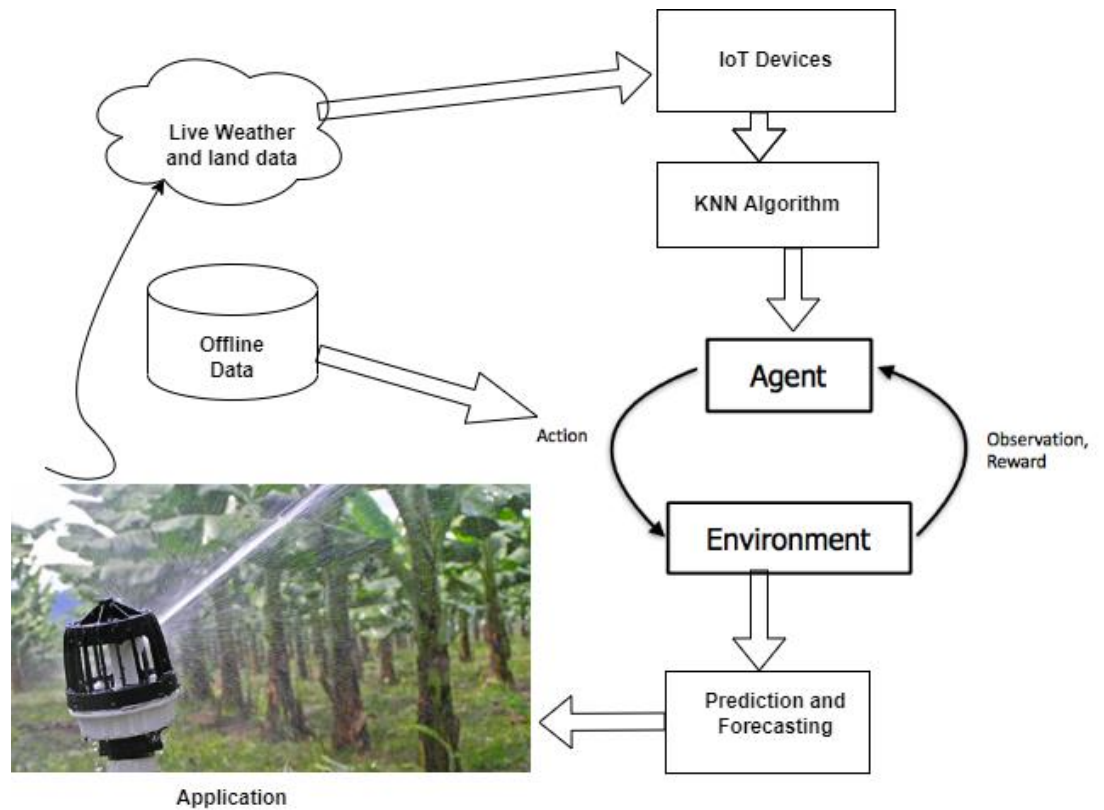 IoT Devices
Live Weather
and land data
KNN Algorithm
Offline
Data
Agent
Action
Observation,
Reward
Environment
Prediction and
Forecasting
Application